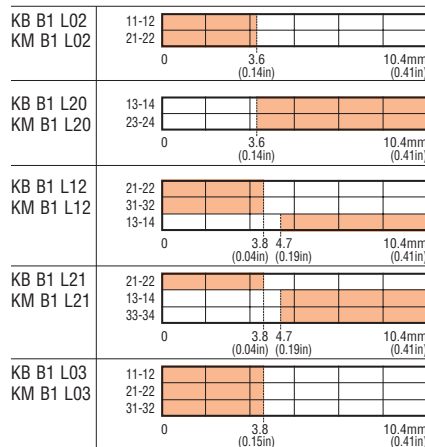 KB B1 L02 11-12
KM B1 L02 21-22
0 3.6 10.4mm
(0.14in) (0.41in)
KB B1 L20 13-14
KM B1 L20 23-24
0 3.6 10.4mm
(0.14in) (0.41in)
KB B1 L12 21-22
KM B1 L12 31-32
13-14
0 3.8 4.7 10.4mm
(0.04in) (0.19in) (0.41in)
KB B1 L21 21-22
KM B1 L21 13-14
33-34
0 3.8 4.7 10.4mm
(0.04in) (0.19in) (0.41in)
KB B1 L03 11-12
KM B1 L03 21-22
31-32
0 3.8 10.4mm
(0.15in) (0.41in)